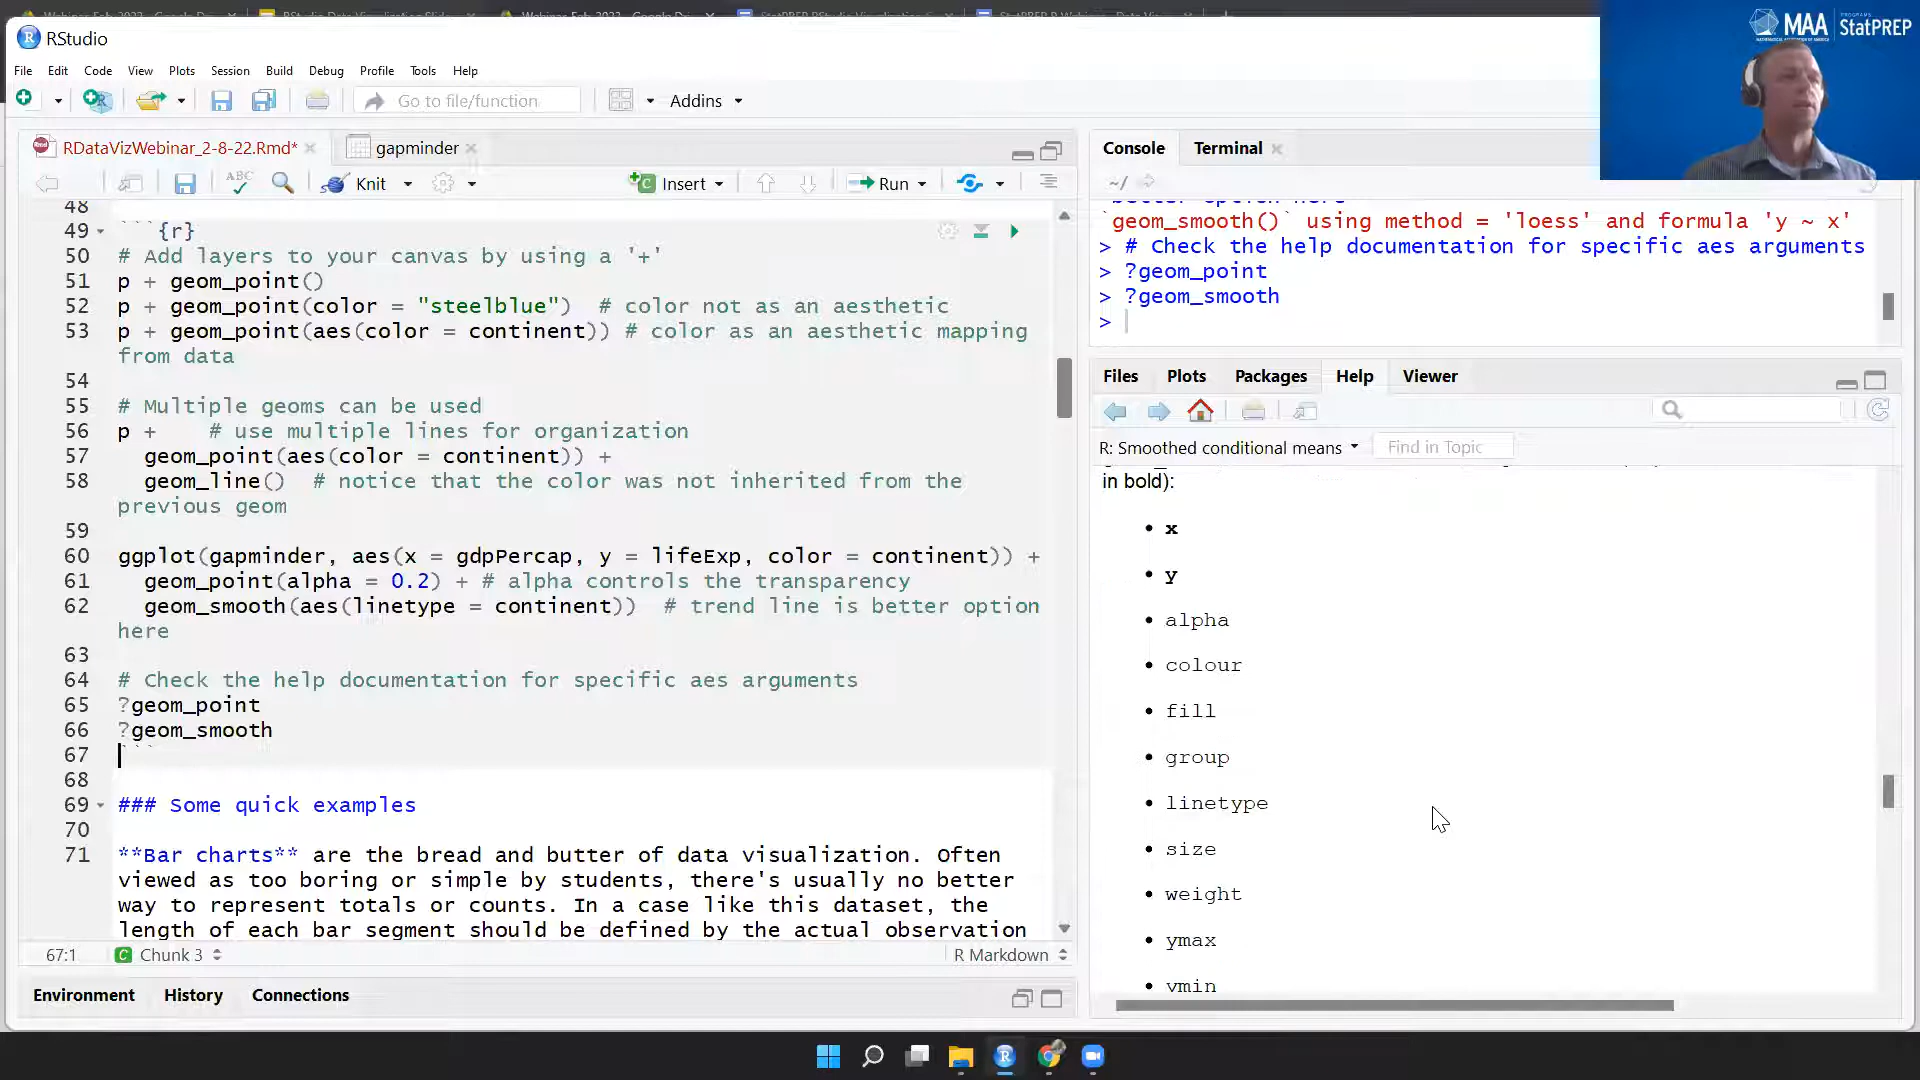 MAA PROGRAMS StatPREP
RStudio
File Edit Code View Plots Session Build Debug Profile Tools Help
Go to file/function Addins
RDataVizWebinar_2-8-22.Rmd* gapminder
ABC Knit Insert Run
48
49 ```{r}
50 # Add layers to your canvas by using a '+'
51 p + geom_point()
52 p + geom_point(color = "steelblue")  # color not as an aesthetic
53 p + geom_point(aes(color = continent)) # color as an aesthetic mapping
from data
54
55 # Multiple geoms can be used
56 p +    # use multiple lines for organization
57   geom_point(aes(color = continent)) +
58   geom_line()  # notice that the color was not inherited from the
previous geom
59
60 ggplot(gapminder, aes(x = gdpPercap, y = lifeExp, color = continent)) +
61   geom_point(alpha = 0.2) + # alpha controls the transparency
62   geom_smooth(aes(linetype = continent))  # trend line is better option
here
63
64 # Check the help documentation for specific aes arguments
65 ?geom_point
66 ?geom_smooth
67 ```
68
69 ### Some quick examples
70
71 **Bar charts** are the bread and butter of data visualization. Often
viewed as too boring or simple by students, there's usually no better
way to represent totals or counts. In a case like this dataset, the
length of each bar segment should be defined by the actual observation
67:1 Chunk 3 R Markdown
Environment History Connections
Console Terminal
~/
better option here
`geom_smooth()` using method = 'loess' and formula 'y ~ x'
> # Check the help documentation for specific aes arguments
> ?geom_point
> ?geom_smooth
>
Files Plots Packages Help Viewer
R: Smoothed conditional means Find in Topic
in bold):
• x
• y
• alpha
• colour
• fill
• group
• linetype
• size
• weight
• ymax
• ymin